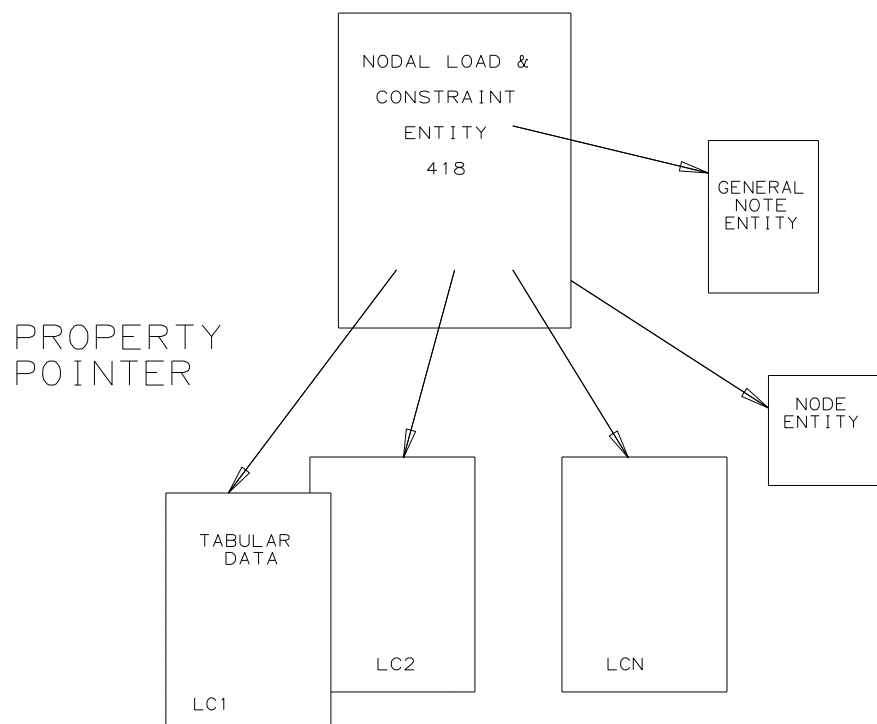 NODAL LOAD &
CONSTRAINT
ENTITY
418
GENERAL
NOTE
ENTITY
PROPERTY
POINTER
NODE
ENTITY
TABULAR
DATA
LC2
LCN
LC1